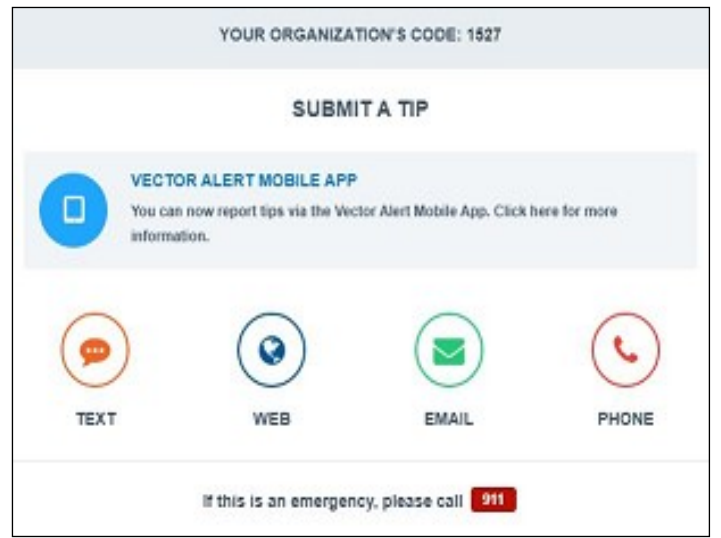 YOUR ORGANIZATION'S CODE: 1527
SUBMIT A TIP
VECTOR ALERT MOBILE APP
You can now report tips via the Vector Alert Mobile App. Click here for more
information.
TEXT WEB EMAIL PHONE
If this is an emergency, please call 911